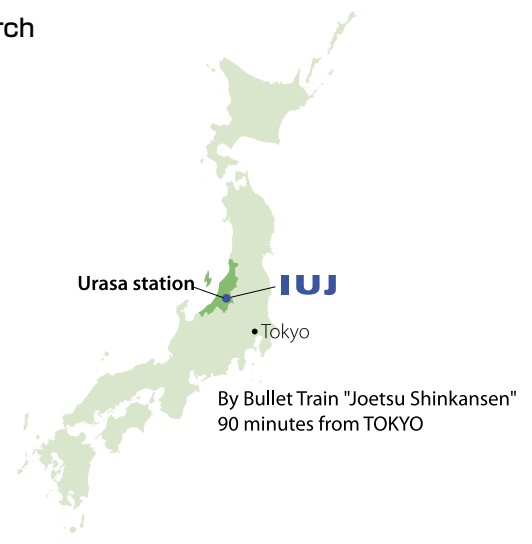 rch
Urasa station
IUJ
Tokyo
By Bullet Train "Joetsu Shinkansen"
90 minutes from TOKYO